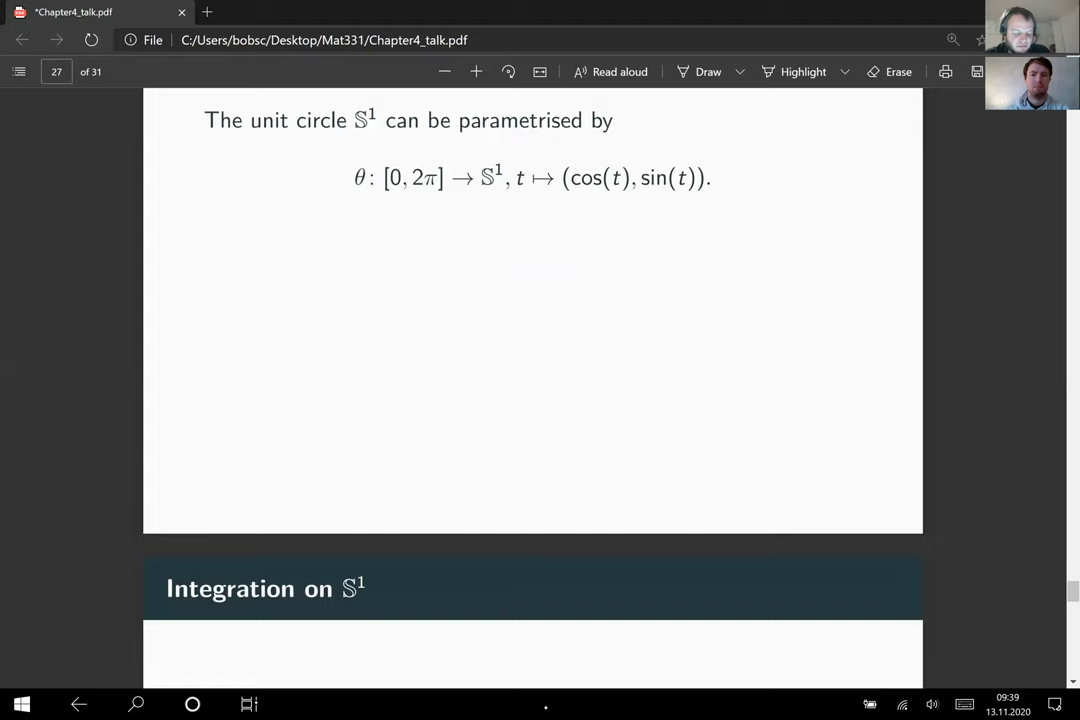 *Chapter4_talk.pdf
File C:/Users/bobsc/Desktop/Mat331/Chapter4_talk.pdf
27 of 31 Read aloud Draw Highlight Erase
The unit circle 𝕊¹ can be parametrised by
θ: [0, 2π] → 𝕊¹, t ↦ (cos(t), sin(t)).
Integration on 𝕊¹
09:39
13.11.2020